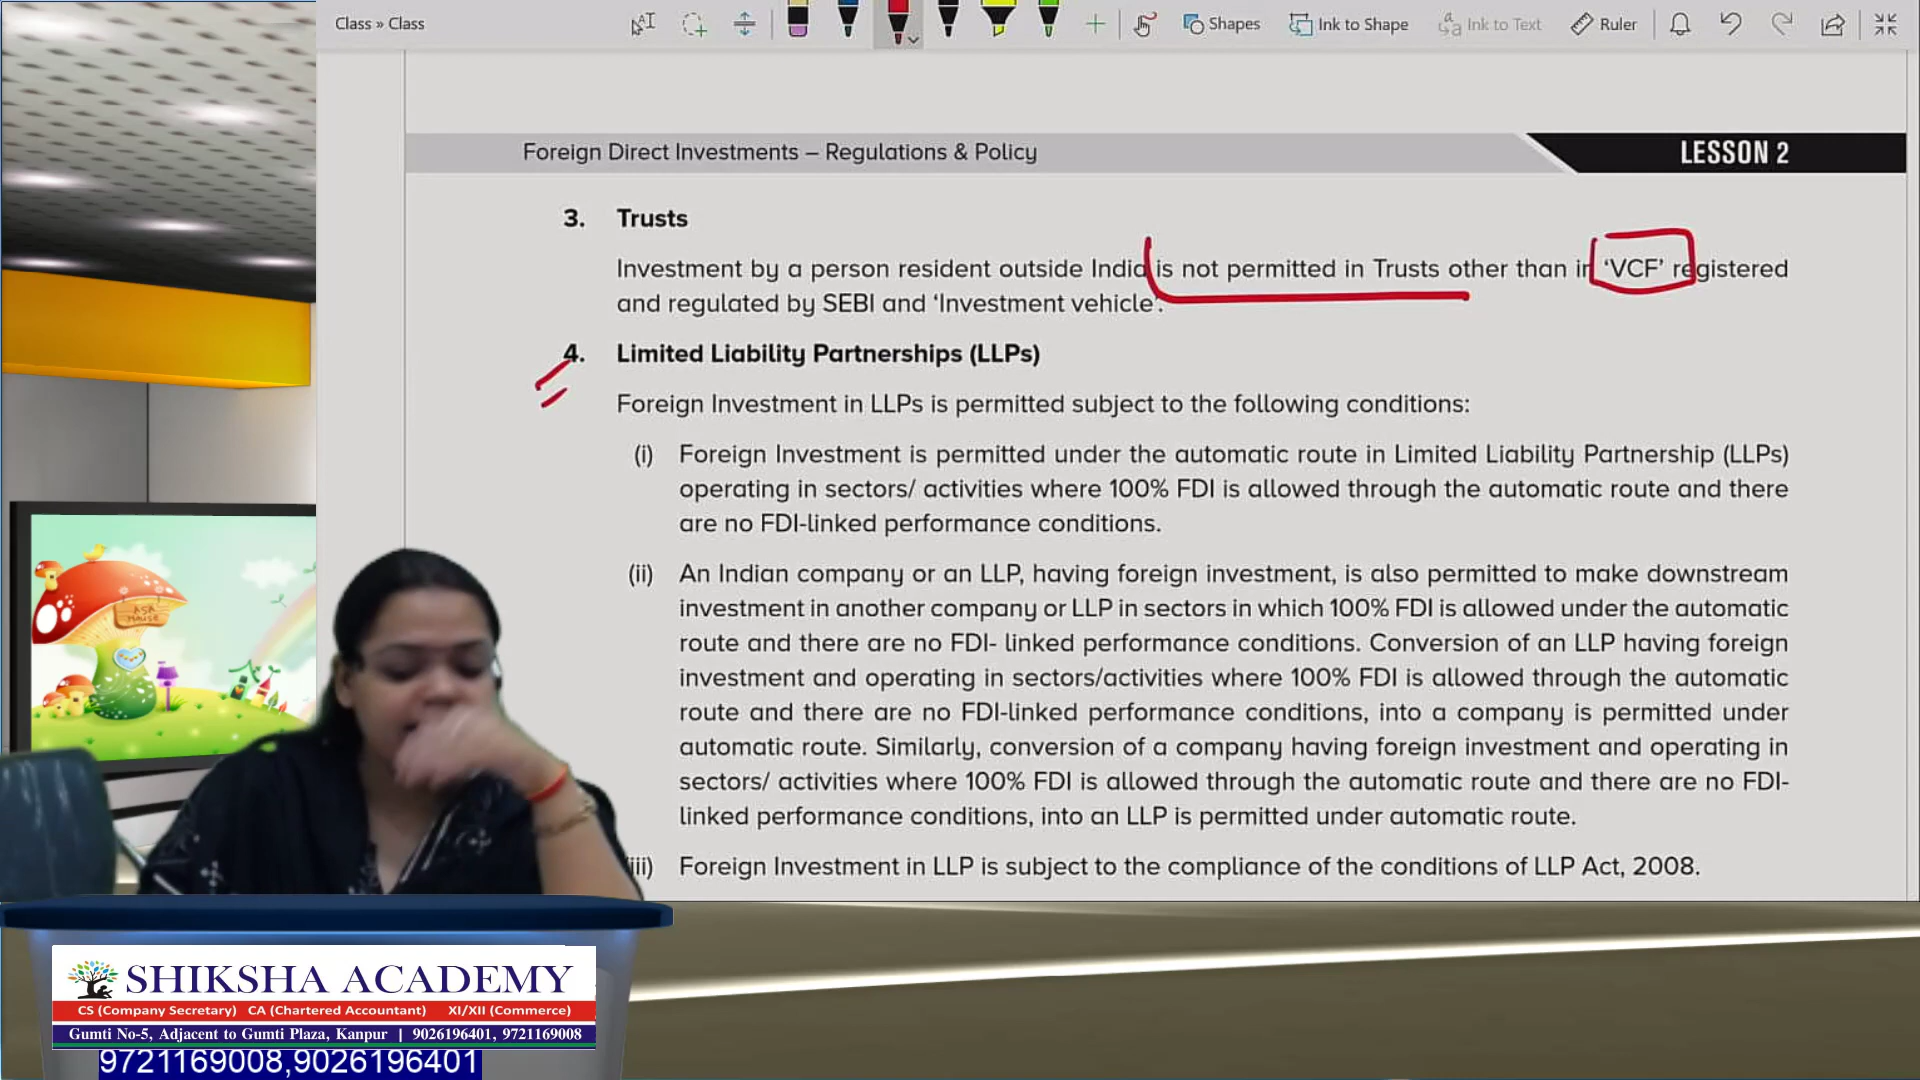 Class » Class
Shapes
Ink to Shape
Ink to Text
Ruler
Foreign Direct Investments – Regulations & Policy
LESSON 2
3. Trusts
Investment by a person resident outside India is not permitted in Trusts other than in ‘VCF’ registered
and regulated by SEBI and ‘Investment vehicle’.
4. Limited Liability Partnerships (LLPs)
Foreign Investment in LLPs is permitted subject to the following conditions:
(i) Foreign Investment is permitted under the automatic route in Limited Liability Partnership (LLPs)
operating in sectors/ activities where 100% FDI is allowed through the automatic route and there
are no FDI-linked performance conditions.
(ii) An Indian company or an LLP, having foreign investment, is also permitted to make downstream
investment in another company or LLP in sectors in which 100% FDI is allowed under the automatic
route and there are no FDI- linked performance conditions. Conversion of an LLP having foreign
investment and operating in sectors/activities where 100% FDI is allowed through the automatic
route and there are no FDI-linked performance conditions, into a company is permitted under
automatic route. Similarly, conversion of a company having foreign investment and operating in
sectors/ activities where 100% FDI is allowed through the automatic route and there are no FDI-
linked performance conditions, into an LLP is permitted under automatic route.
iii) Foreign Investment in LLP is subject to the compliance of the conditions of LLP Act, 2008.
SHIKSHA ACADEMY
CS (Company Secretary) CA (Chartered Accountant) XI/XII (Commerce)
Gumti No-5, Adjacent to Gumti Plaza, Kanpur | 9026196401, 9721169008
9721169008,9026196401